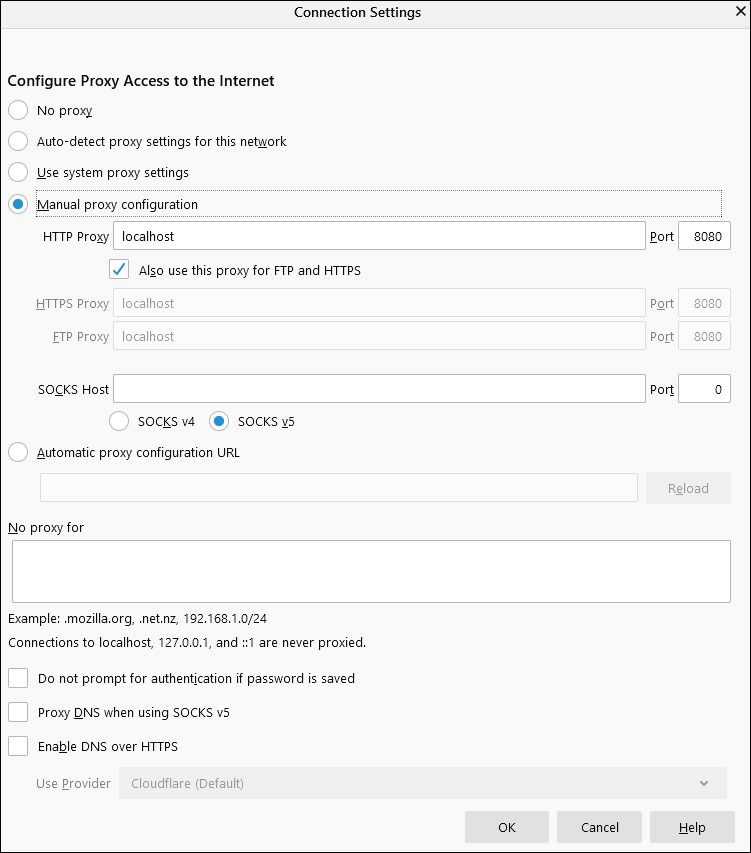 Connection Settings
Configure Proxy Access to the Internet
No proxy
Auto-detect proxy settings for this network
Use system proxy settings
Manual proxy configuration
HTTP Proxy localhost Port 8080
Also use this proxy for FTP and HTTPS
HTTPS Proxy localhost Port 8080
FTP Proxy localhost Port 8080
SOCKS Host Port 0
SOCKS v4 SOCKS v5
Automatic proxy configuration URL
Reload
No proxy for
Example: .mozilla.org, .net.nz, 192.168.1.0/24
Connections to localhost, 127.0.0.1, and ::1 are never proxied.
Do not prompt for authentication if password is saved
Proxy DNS when using SOCKS v5
Enable DNS over HTTPS
Use Provider Cloudflare (Default)
OK Cancel Help